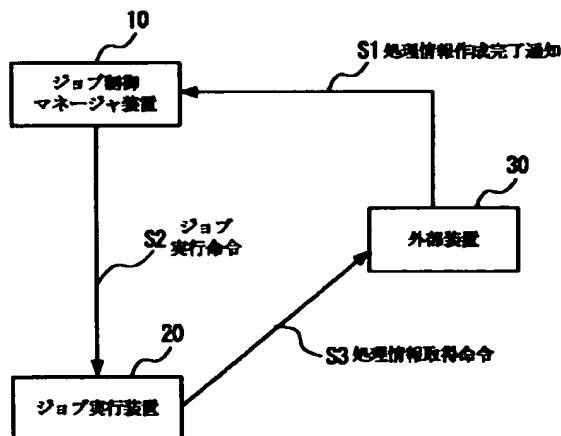 10
S1 処理情報作成完了通知
ジョブ制御
マネージャ装置
30
外部装置
S2 ジョブ
実行命令
20
S3 処理情報取得命令
ジョブ実行装置